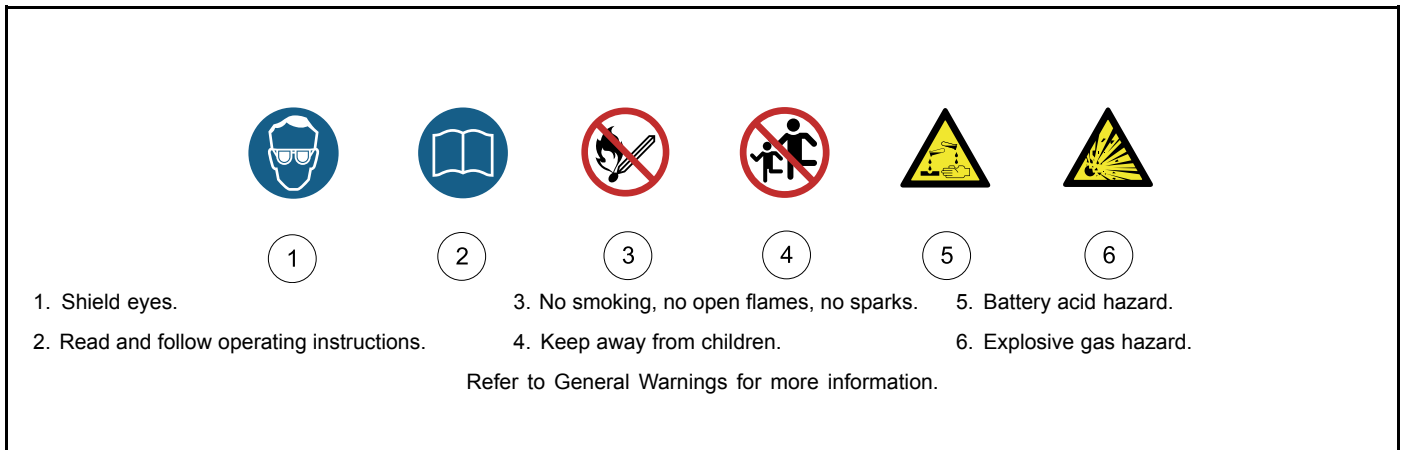 1 2 3 4 5 6
1. Shield eyes.
2. Read and follow operating instructions.
3. No smoking, no open flames, no sparks.
4. Keep away from children.
5. Battery acid hazard.
6. Explosive gas hazard.
Refer to General Warnings for more information.